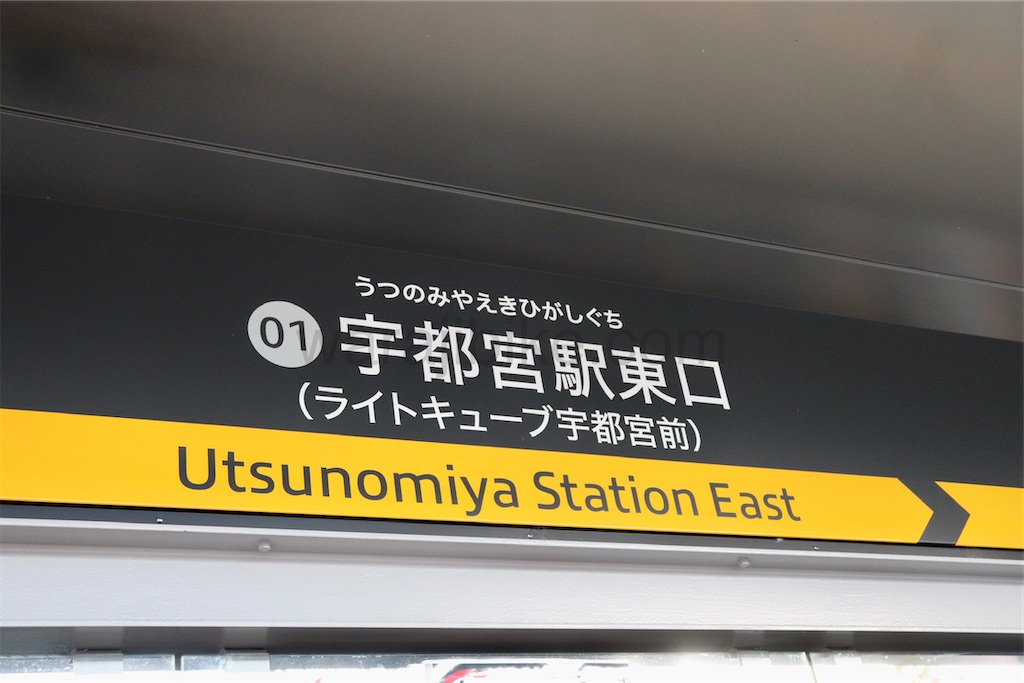 うつのみやえきひがしぐち
01 宇都宮駅東口
（ライトキューブ宇都宮前）
Utsunomiya Station East